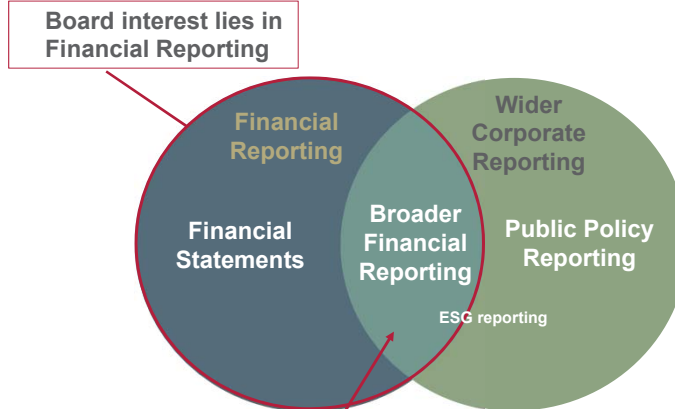 Board interest lies in
Financial Reporting
Financial
Reporting
Wider
Corporate
Reporting
Financial
Statements
Broader
Financial
Reporting
Public Policy
Reporting
ESG reporting